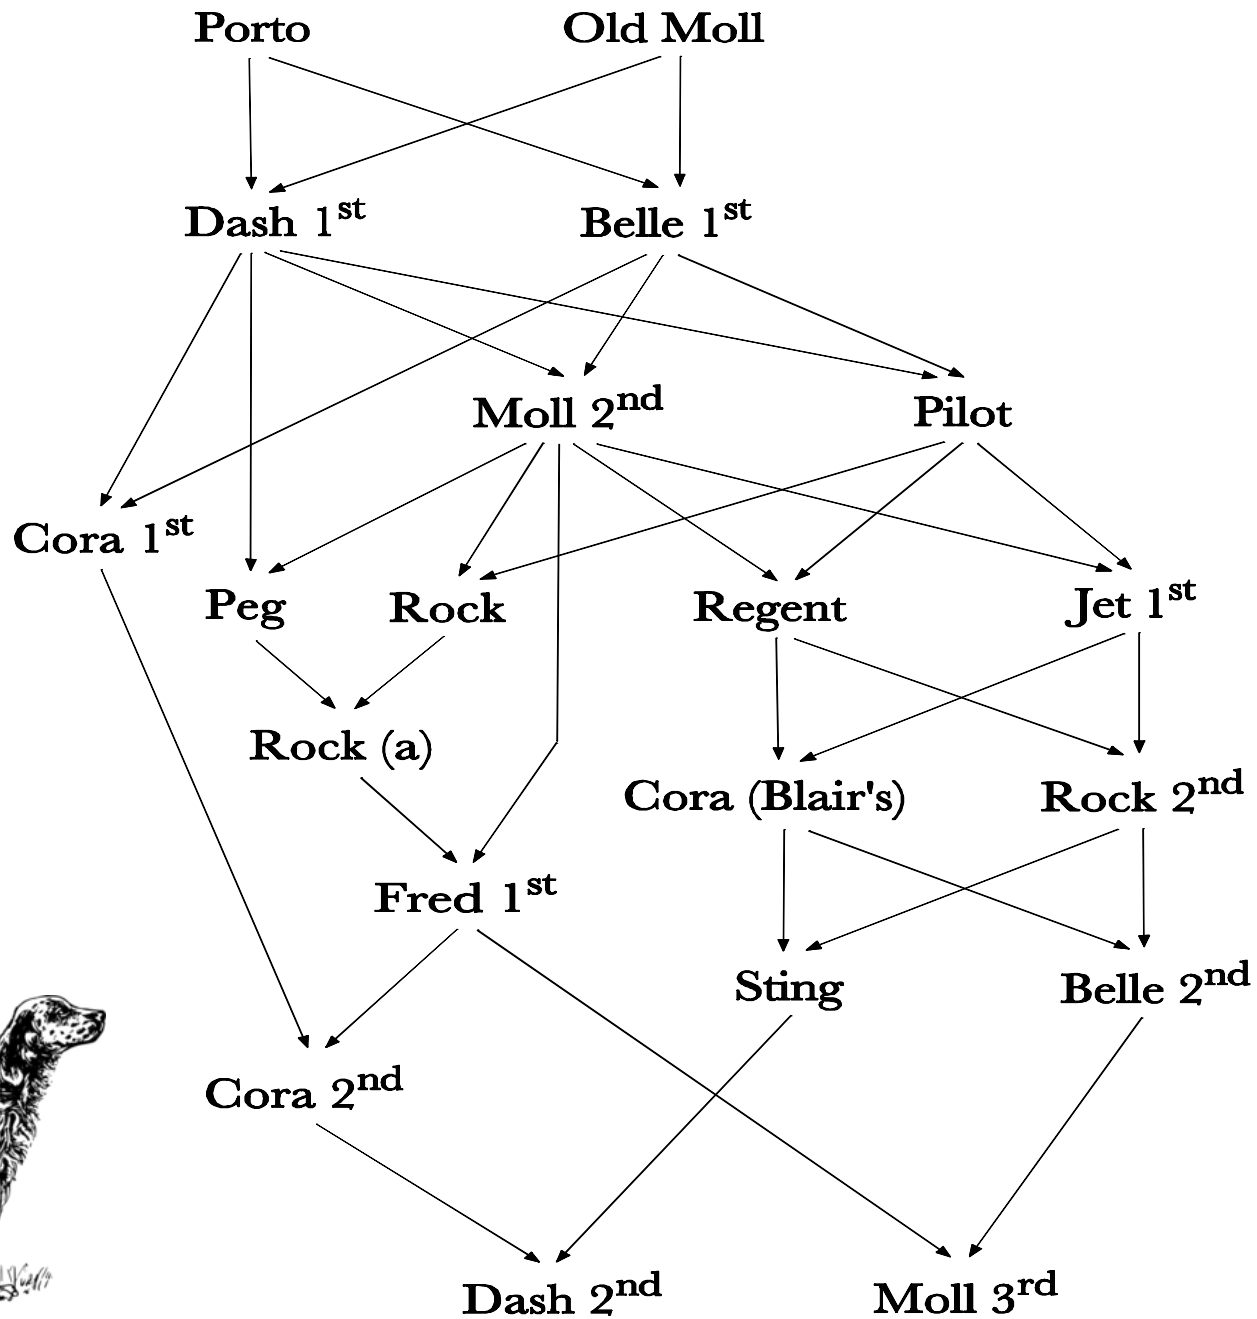 Porto Old Moll
Dash 1st Belle 1st
Moll 2nd Pilot
Cora 1st
Peg Rock Regent Jet 1st
Rock (a)
Cora (Blair's) Rock 2nd
Fred 1st
Sting Belle 2nd
Cora 2nd
Dash 2nd Moll 3rd